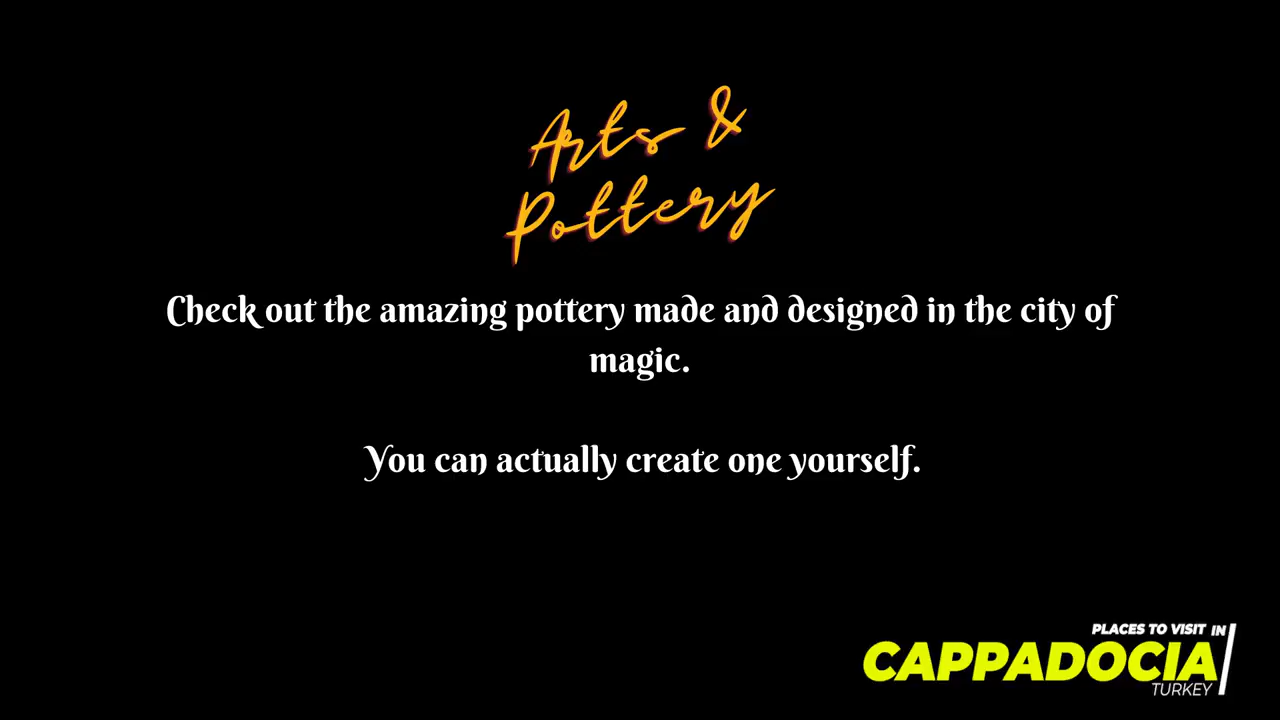 Arts &
Pottery
Check out the amazing pottery made and designed in the city of
magic.
You can actually create one yourself.
PLACES TO VISIT IN
CAPPADOCIA
TURKEY